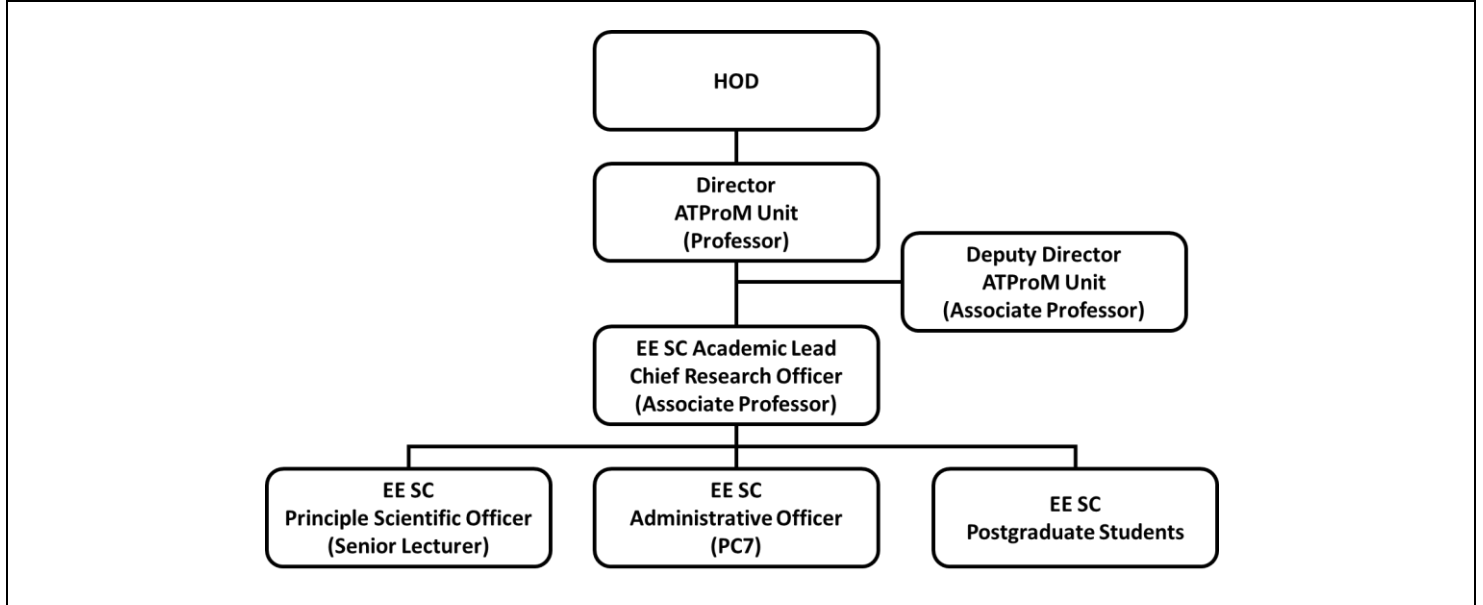 HOD
Director
ATProM Unit
(Professor)
Deputy Director
ATProM Unit
(Associate Professor)
EE SC Academic Lead
Chief Research Officer
(Associate Professor)
EE SC
Principle Scientific Officer
(Senior Lecturer)
EE SC
Administrative Officer
(PC7)
EE SC
Postgraduate Students